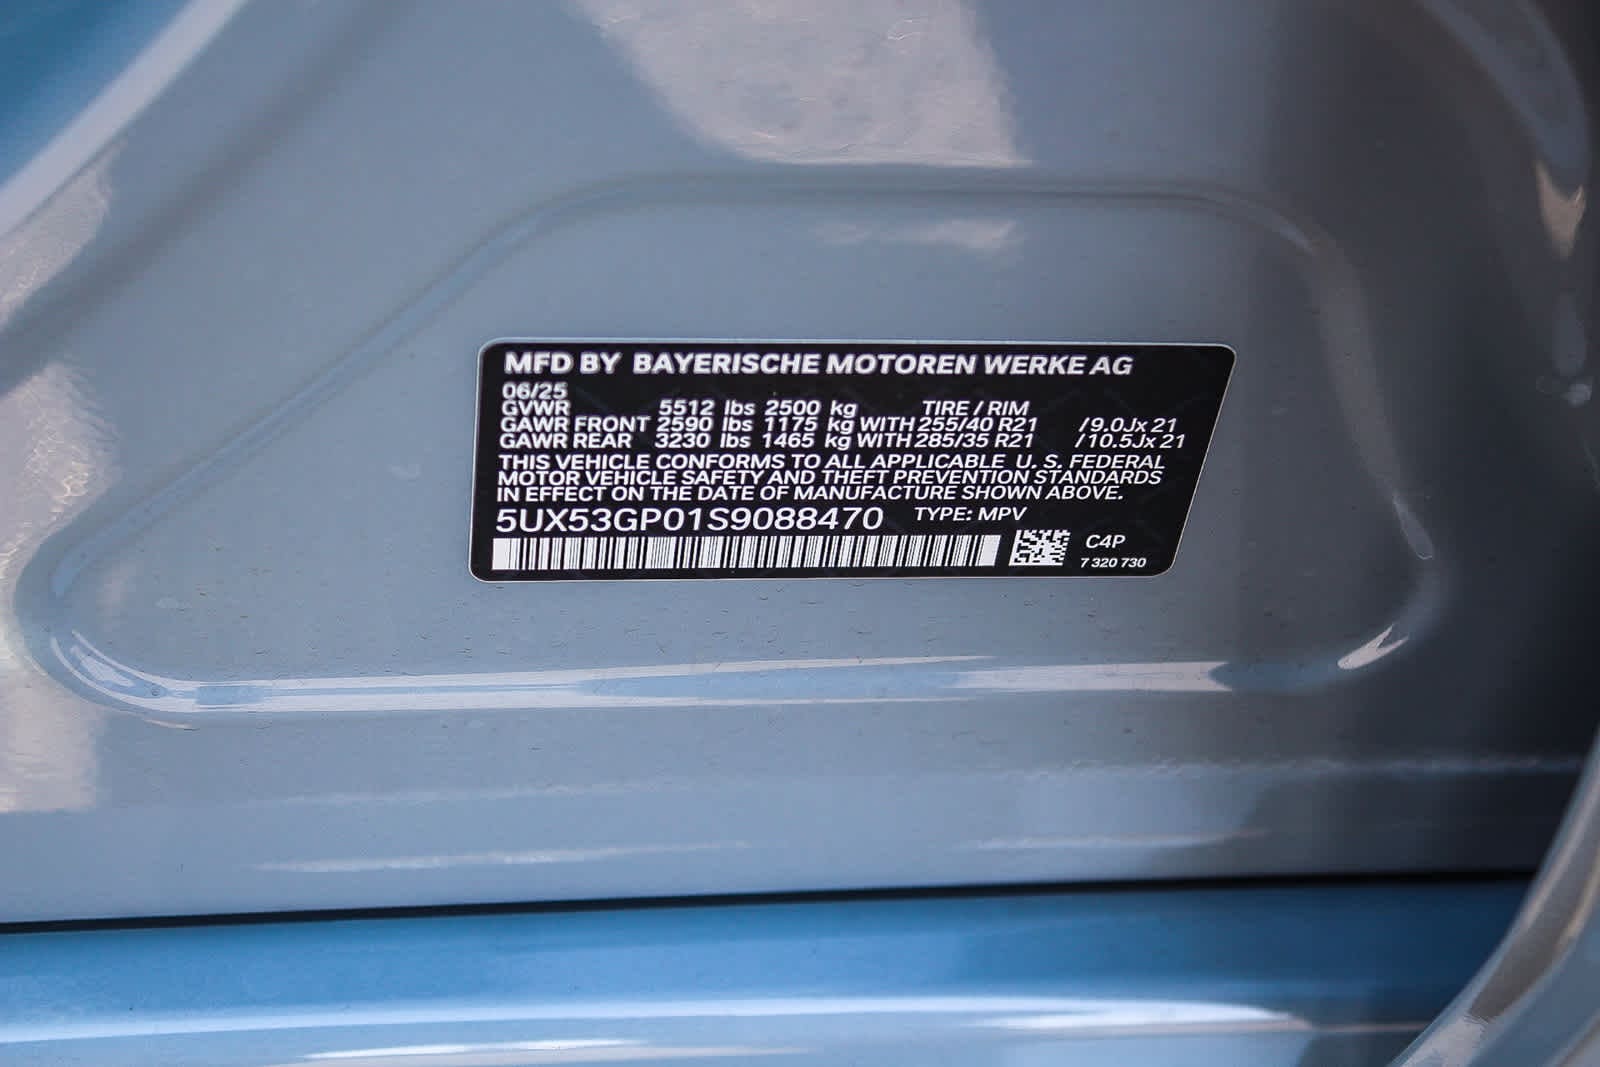 MFD BY BAYERISCHE MOTOREN WERKE AG
06/25
GVWR 5512 lbs 2500 kg TIRE / RIM
GAWR FRONT 2590 lbs 1175 kg WITH 255/40 R21 /9.0Jx 21
GAWR REAR 3230 lbs 1465 kg WITH 285/35 R21 /10.5Jx 21
THIS VEHICLE CONFORMS TO ALL APPLICABLE U. S. FEDERAL
MOTOR VEHICLE SAFETY AND THEFT PREVENTION STANDARDS
IN EFFECT ON THE DATE OF MANUFACTURE SHOWN ABOVE.
5UX53GP01S9088470 TYPE: MPV
C4P
7 320 730